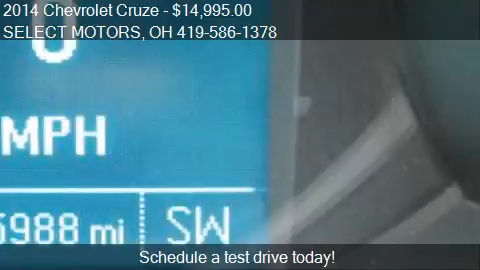 2014 Chevrolet Cruze - $14,995.00
SELECT MOTORS, OH 419-586-1378
MPH
5988 mi SW
Schedule a test drive today!